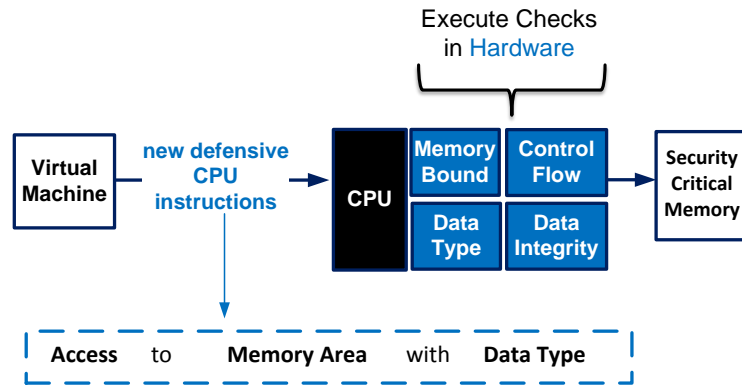 Execute Checks
in Hardware
Virtual
Machine
new defensive
CPU
instructions
CPU
Memory
Bound
Control
Flow
Data
Type
Data
Integrity
Security
Critical
Memory
Access to Memory Area with Data Type